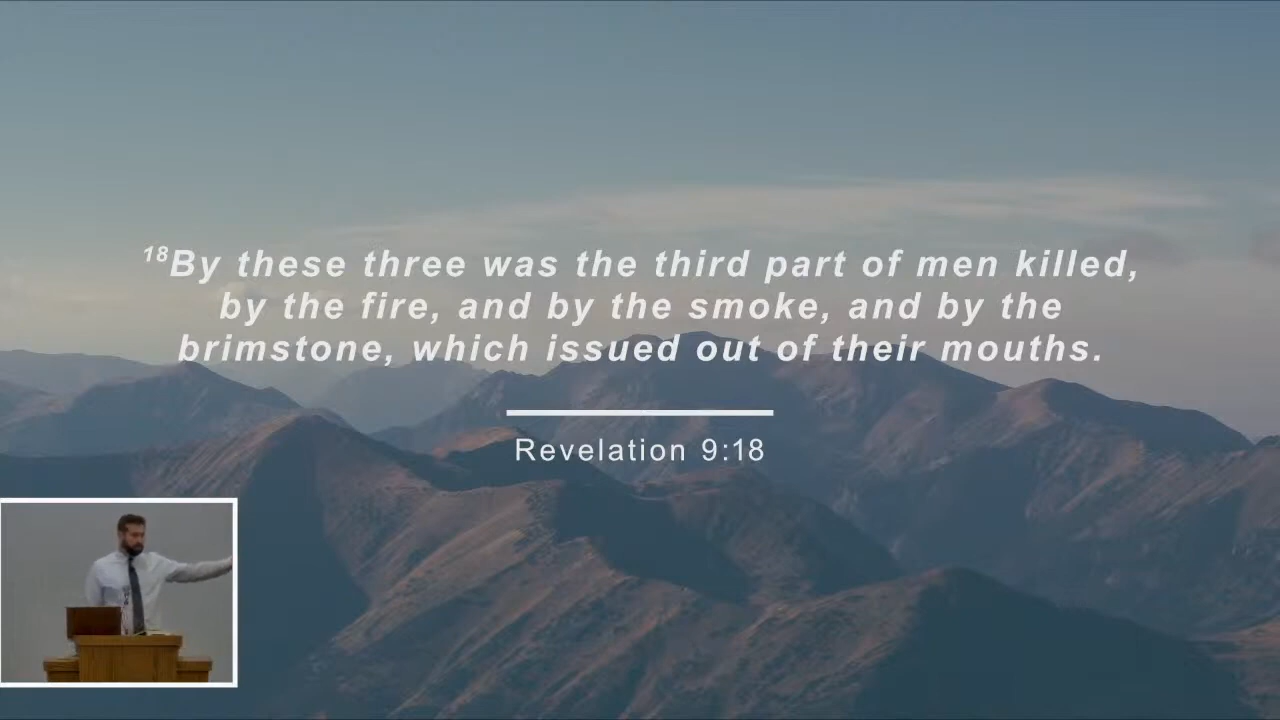 ¹⁸By these three was the third part of men killed,
by the fire, and by the smoke, and by the
brimstone, which issued out of their mouths.
Revelation 9:18